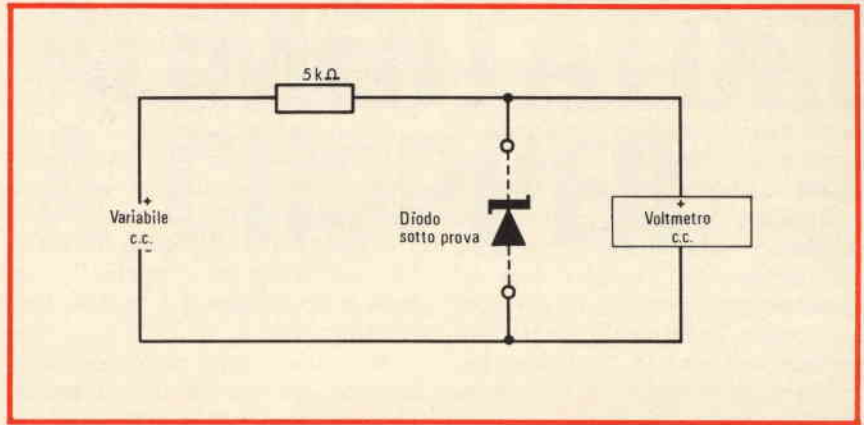 5kΩ
+
Variabile
c.c.
–
Diodo
sotto prova
+
Voltmetro
c.c.
–